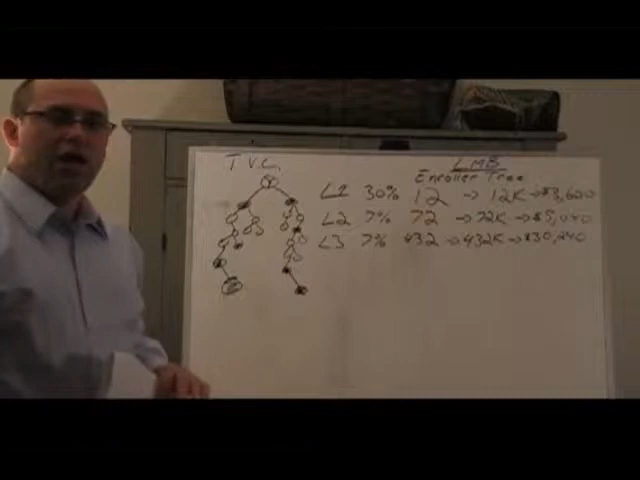 T.V.C. LMB
Enroller Tree
L1 30% 12 → 12K → $3,600
L2 7% 72 → 72K → $5,040
L3 7% 432 → 432K → $30,240